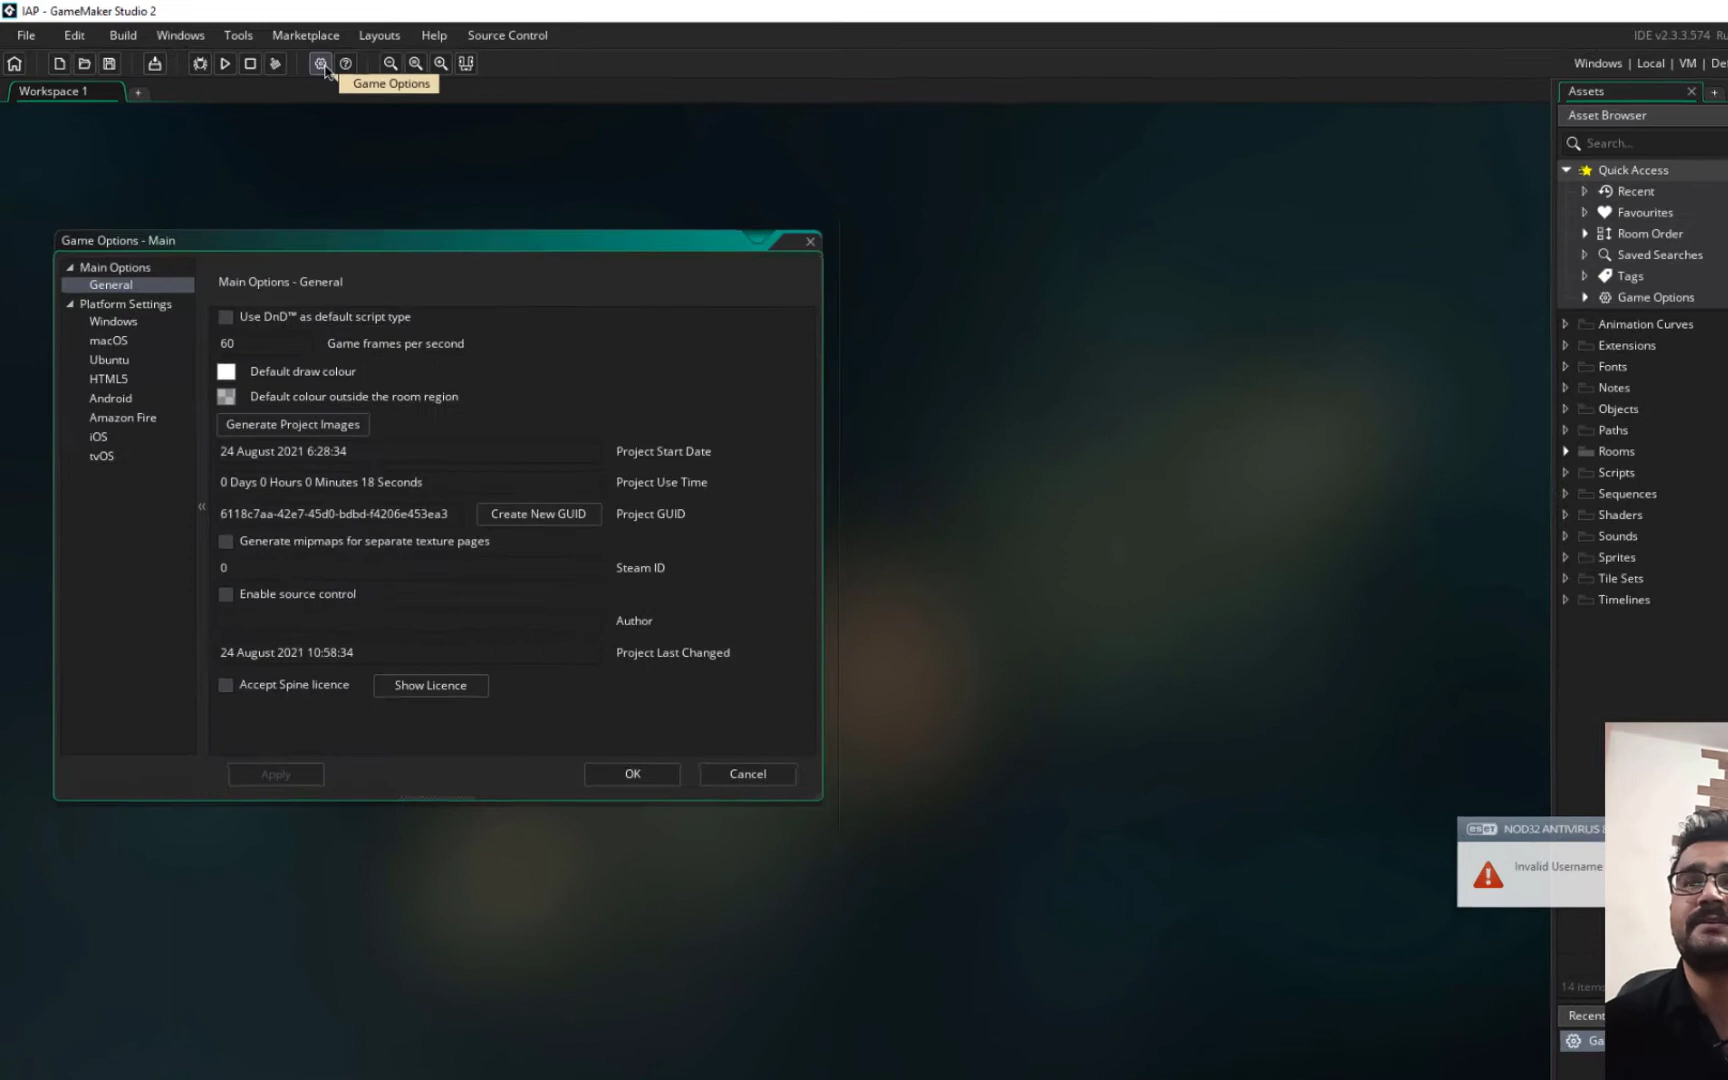 IAP - GameMaker Studio 2
File Edit Build Windows Tools Marketplace Layouts Help Source Control
IDE v2.3.3.574
Windows | Local | VM |
Game Options
Workspace 1
Assets
Asset Browser
Search...
Quick Access
Recent
Favourites
Room Order
Saved Searches
Tags
Game Options
Animation Curves
Extensions
Fonts
Notes
Objects
Paths
Rooms
Scripts
Sequences
Shaders
Sounds
Sprites
Tile Sets
Timelines
Game Options - Main
Main Options
General
Platform Settings
Windows
macOS
Ubuntu
HTML5
Android
Amazon Fire
iOS
tvOS
Main Options - General
Use DnD™ as default script type
60 Game frames per second
Default draw colour
Default colour outside the room region
Generate Project Images
24 August 2021 6:28:34 Project Start Date
0 Days 0 Hours 0 Minutes 18 Seconds Project Use Time
6118c7aa-42e7-45d0-bdbd-f4206e453ea3 Create New GUID Project GUID
Generate mipmaps for separate texture pages
0 Steam ID
Enable source control
Author
24 August 2021 10:58:34 Project Last Changed
Accept Spine licence Show Licence
Apply OK Cancel
eset NOD32 ANTIVIRUS
Invalid Username
14 items
Recent